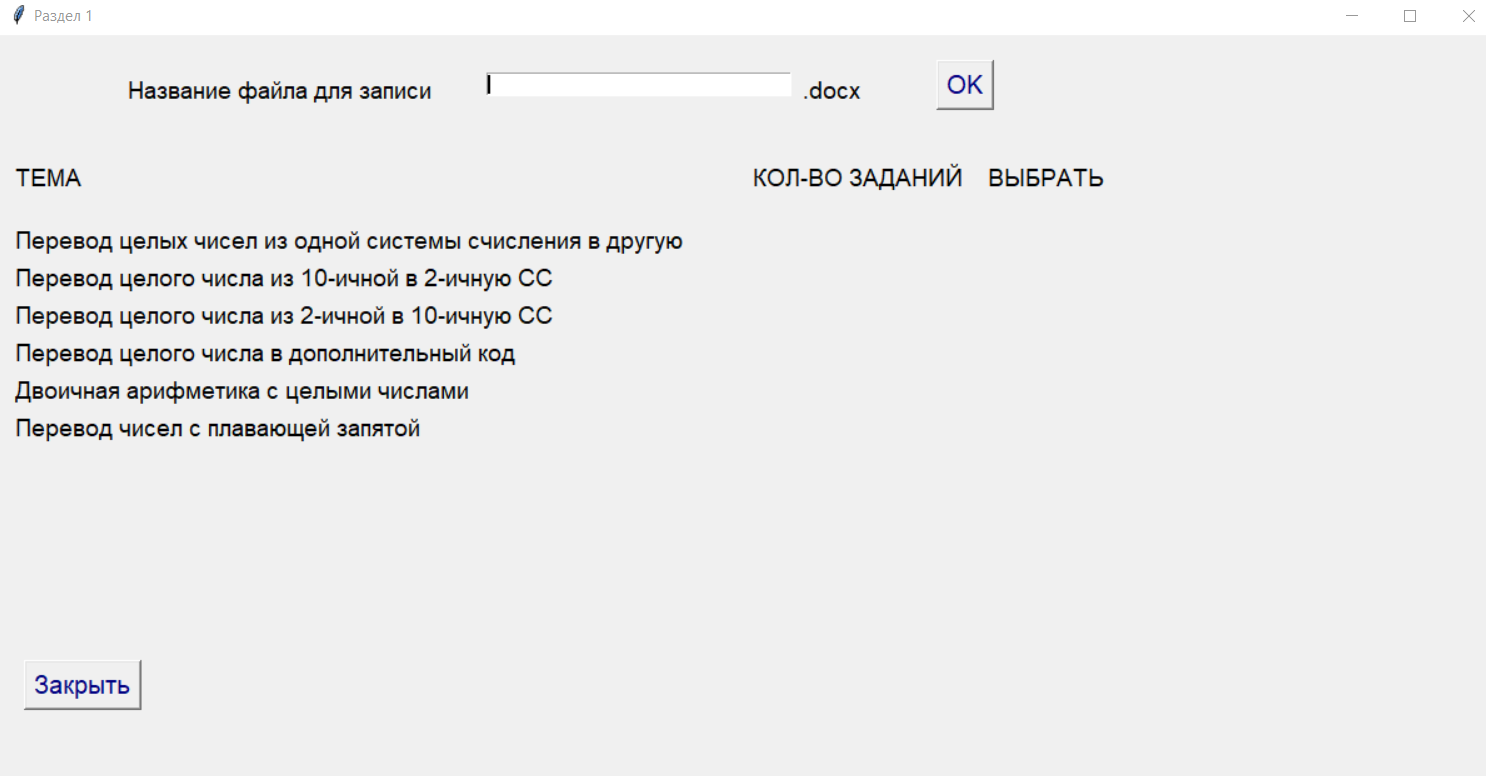 Раздел 1
Название файла для записи .docx OK
ТЕМА КОЛ-ВО ЗАДАНИЙ ВЫБРАТЬ
Перевод целых чисел из одной системы счисления в другую
Перевод целого числа из 10-ичной в 2-ичную СС
Перевод целого числа из 2-ичной в 10-ичную СС
Перевод целого числа в дополнительный код
Двоичная арифметика с целыми числами
Перевод чисел с плавающей запятой
Закрыть